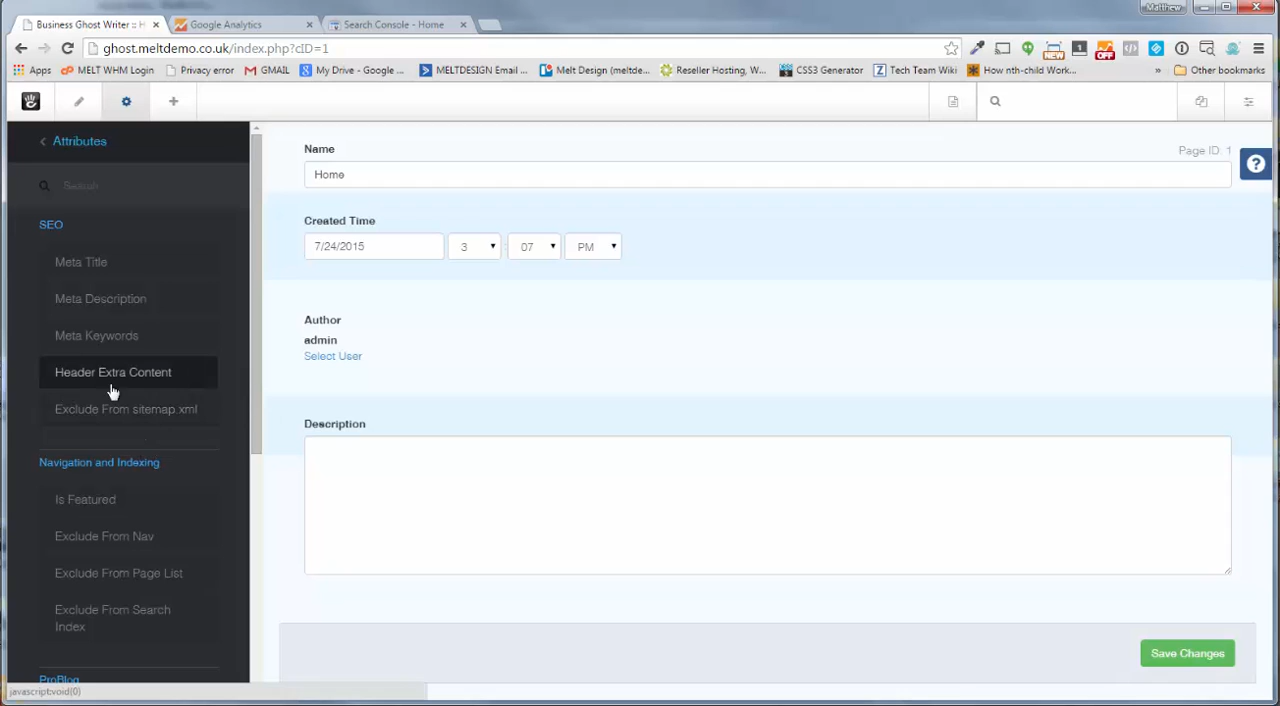 Matthew
Business Ghost Writer :: H
Google Analytics
Search Console - Home
ghost.meltdemo.co.uk/index.php?cID=1
Apps
MELT WHM Login
Privacy error
GMAIL
My Drive - Google ...
MELTDESIGN Email ...
Melt Design (meltde...
Reseller Hosting, W...
CSS3 Generator
Tech Team Wiki
How nth-child Work...
»
Other bookmarks
NEW
1
OFF
Attributes
Search
SEO
Meta Title
Meta Description
Meta Keywords
Header Extra Content
Exclude From sitemap.xml
Navigation and Indexing
Is Featured
Exclude From Nav
Exclude From Page List
Exclude From Search
Index
ProBlog
javascript:void(0)
Name
Page ID: 1
Home
Created Time
7/24/2015
3
:
07
PM
Author
admin
Select User
Description
Save Changes